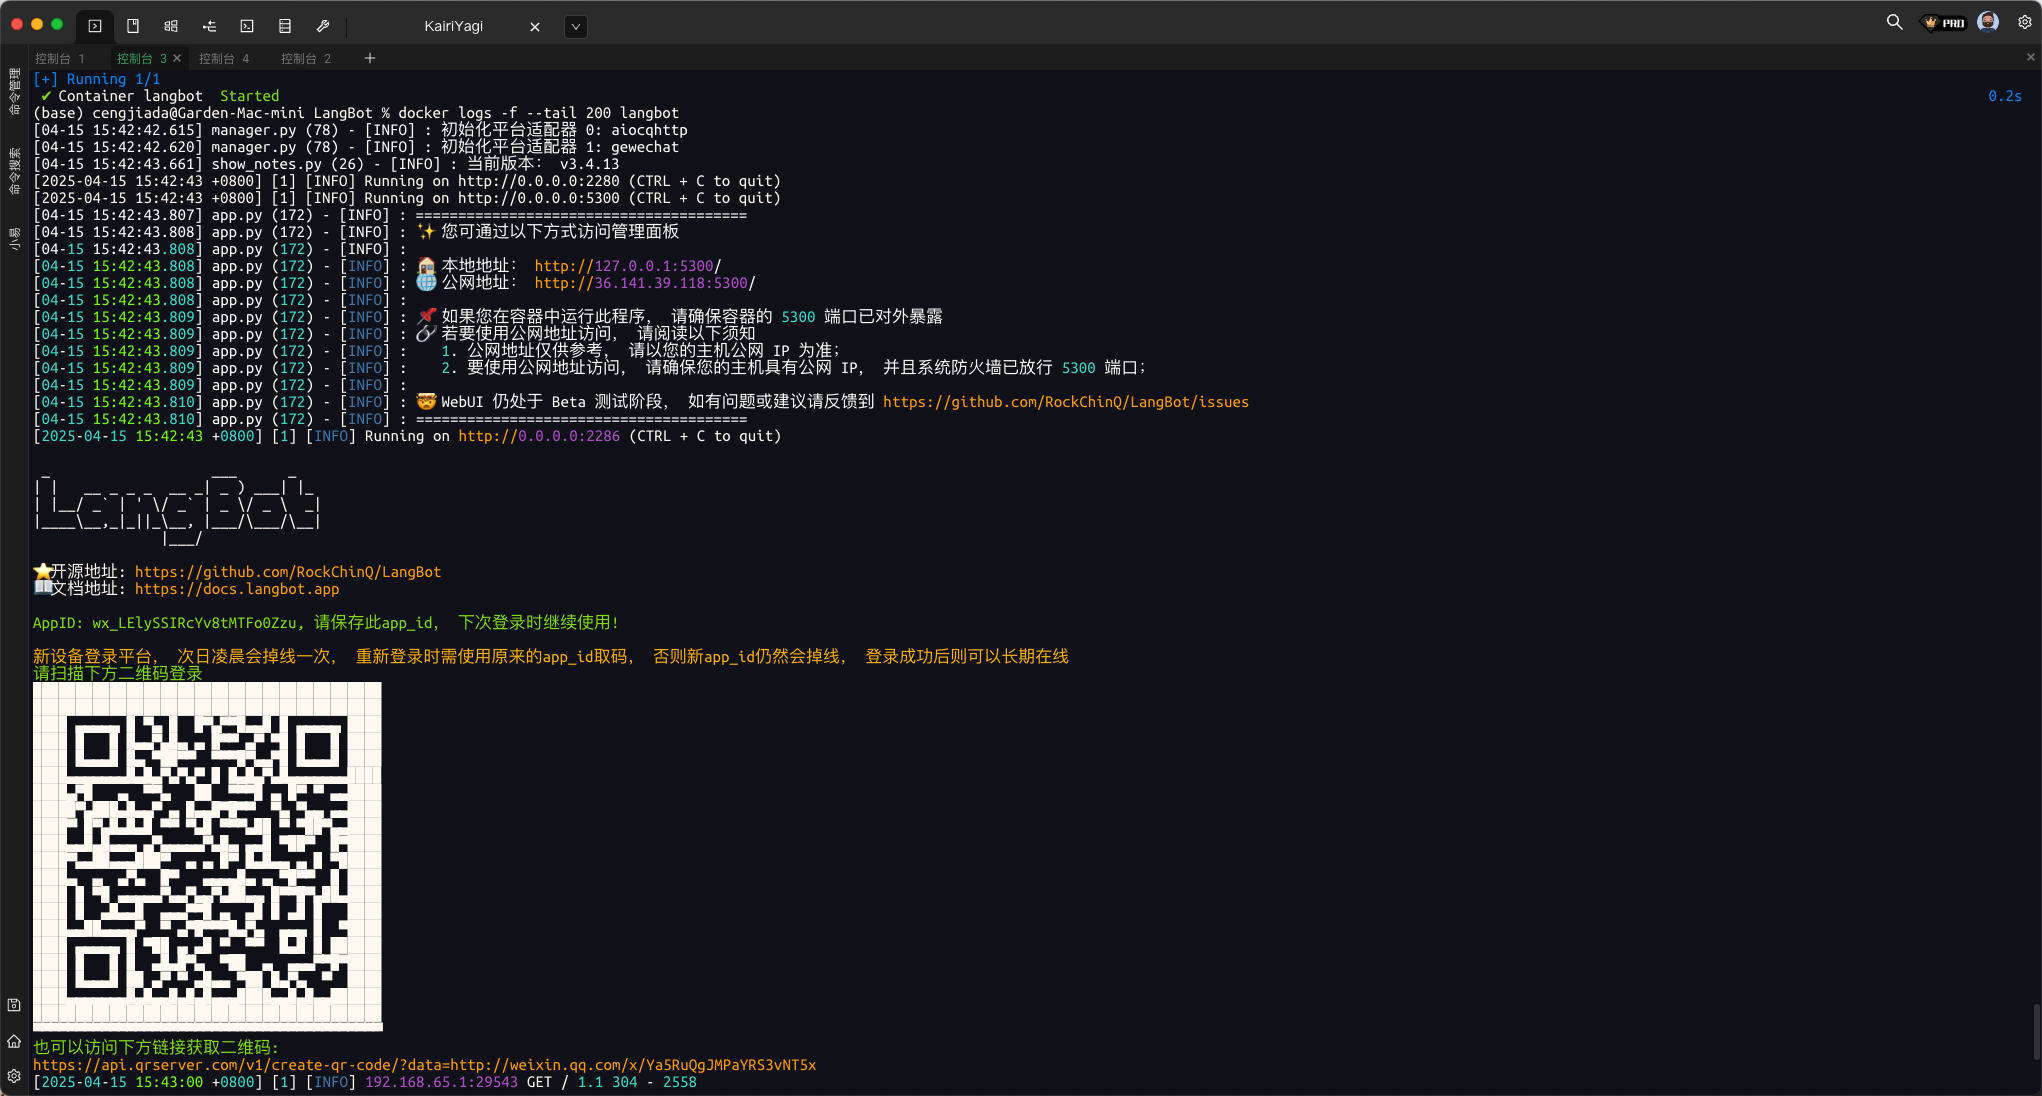 KairiYagi
PRO
控制台 1
控制台 3
控制台 4
控制台 2
命令管理
命令搜索
小易
[+] Running 1/1
✔ Container langbot  Started
0.2s
(base) cengjiada@Garden-Mac-mini LangBot % docker logs -f --tail 200 langbot
[04-15 15:42:42.615] manager.py (78) - [INFO] : 初始化平台适配器 0: aiocqhttp
[04-15 15:42:42.620] manager.py (78) - [INFO] : 初始化平台适配器 1: gewechat
[04-15 15:42:43.661] show_notes.py (26) - [INFO] : 当前版本： v3.4.13
[2025-04-15 15:42:43 +0800] [1] [INFO] Running on http://0.0.0.0:2280 (CTRL + C to quit)
[2025-04-15 15:42:43 +0800] [1] [INFO] Running on http://0.0.0.0:5300 (CTRL + C to quit)
[04-15 15:42:43.807] app.py (172) - [INFO] : =======================================
[04-15 15:42:43.808] app.py (172) - [INFO] : ✨ 您可通过以下方式访问管理面板
[04-15 15:42:43.808] app.py (172) - [INFO] :
[04-15 15:42:43.808] app.py (172) - [INFO] : 🏠 本地地址： http://127.0.0.1:5300/
[04-15 15:42:43.808] app.py (172) - [INFO] : 🌐 公网地址： http://36.141.39.118:5300/
[04-15 15:42:43.808] app.py (172) - [INFO] :
[04-15 15:42:43.809] app.py (172) - [INFO] : 📌 如果您在容器中运行此程序， 请确保容器的 5300 端口已对外暴露
[04-15 15:42:43.809] app.py (172) - [INFO] : 🔗 若要使用公网地址访问， 请阅读以下须知
[04-15 15:42:43.809] app.py (172) - [INFO] :    1. 公网地址仅供参考， 请以您的主机公网 IP 为准；
[04-15 15:42:43.809] app.py (172) - [INFO] :    2. 要使用公网地址访问， 请确保您的主机具有公网 IP， 并且系统防火墙已放行 5300 端口；
[04-15 15:42:43.809] app.py (172) - [INFO] :
[04-15 15:42:43.810] app.py (172) - [INFO] : 🤯 WebUI 仍处于 Beta 测试阶段， 如有问题或建议请反馈到 https://github.com/RockChinQ/LangBot/issues
[04-15 15:42:43.810] app.py (172) - [INFO] : =======================================
[2025-04-15 15:42:43 +0800] [1] [INFO] Running on http://0.0.0.0:2286 (CTRL + C to quit)
LangBot
⭐开源地址: https://github.com/RockChinQ/LangBot
📖文档地址: https://docs.langbot.app
AppID: wx_LElySSIRcYv8tMTFo0Zzu, 请保存此app_id， 下次登录时继续使用!
新设备登录平台， 次日凌晨会掉线一次， 重新登录时需使用原来的app_id取码， 否则新app_id仍然会掉线， 登录成功后则可以长期在线
请扫描下方二维码登录
也可以访问下方链接获取二维码:
https://api.qrserver.com/v1/create-qr-code/?data=http://weixin.qq.com/x/Ya5RuQgJMPaYRS3vNT5x
[2025-04-15 15:43:00 +0800] [1] [INFO] 192.168.65.1:29543 GET / 1.1 304 - 2558